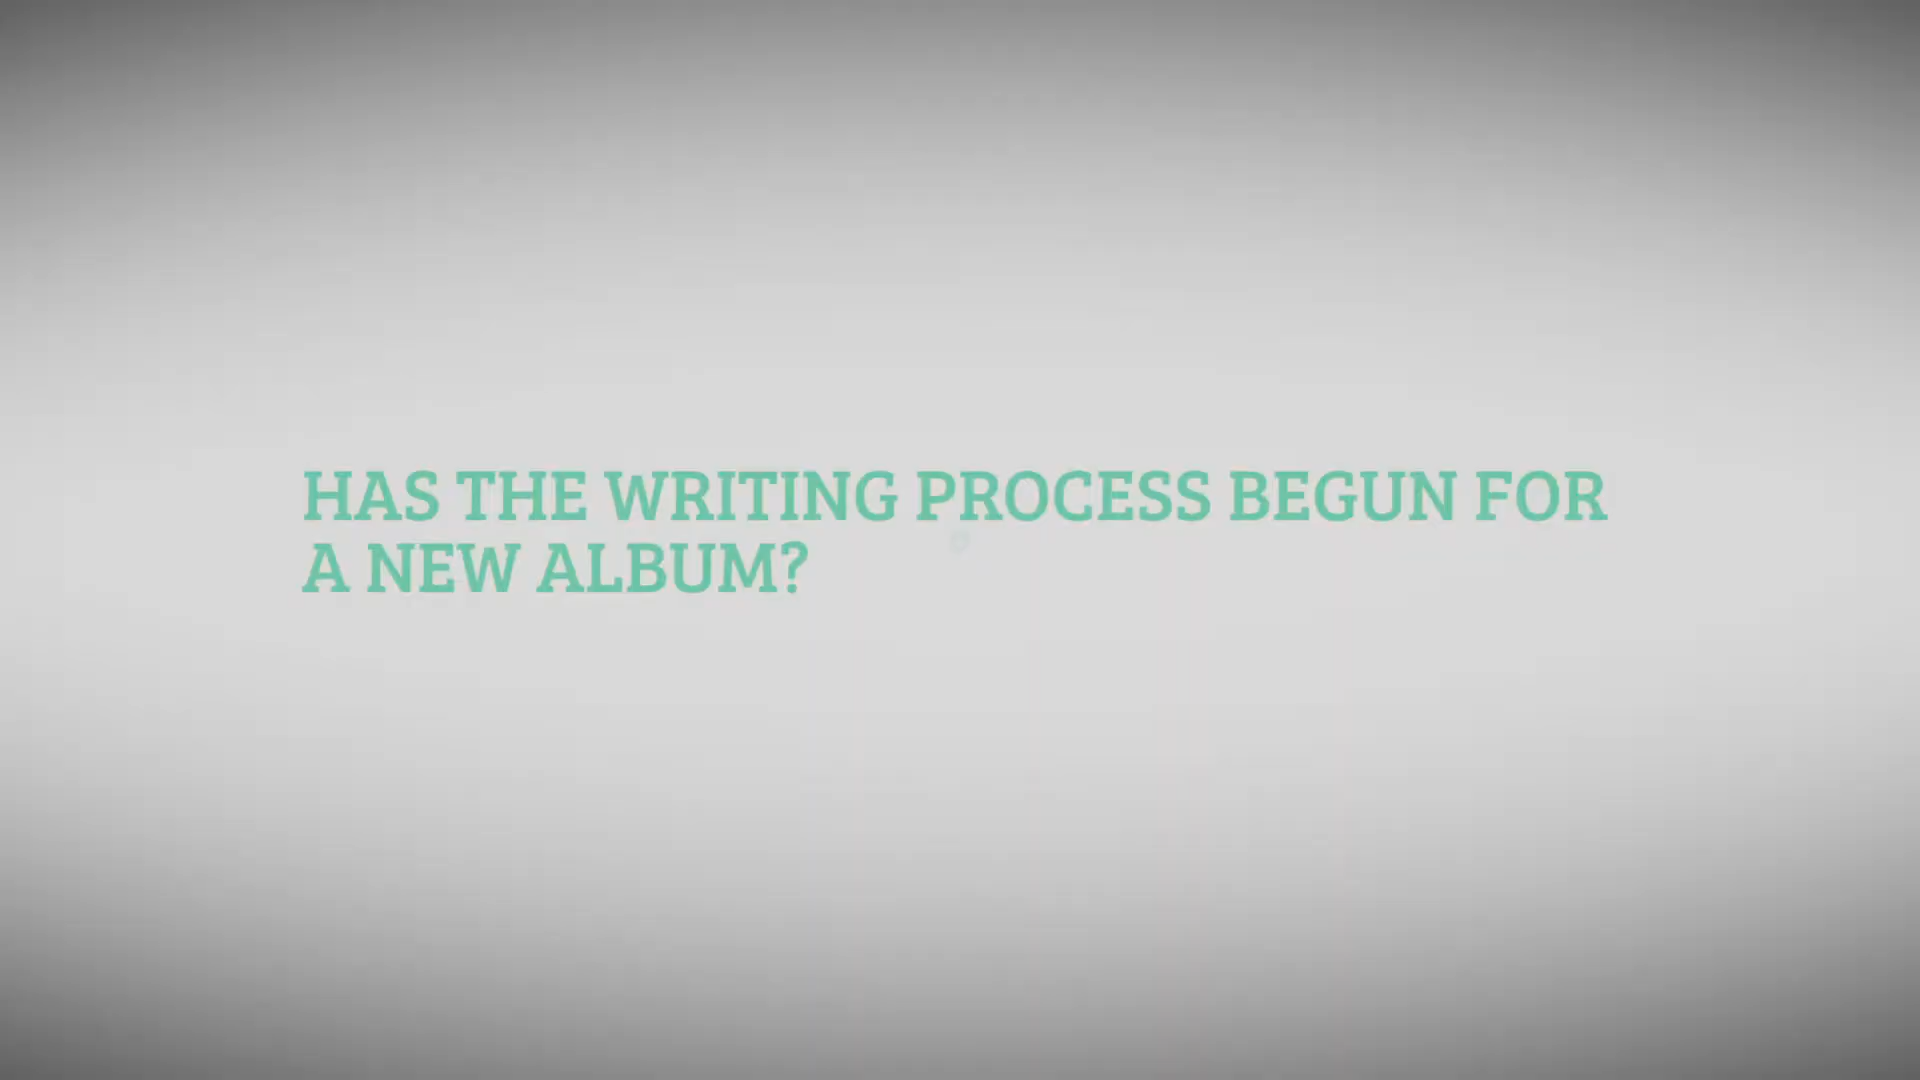 HAS THE WRITING PROCESS BEGUN FOR
A NEW ALBUM?